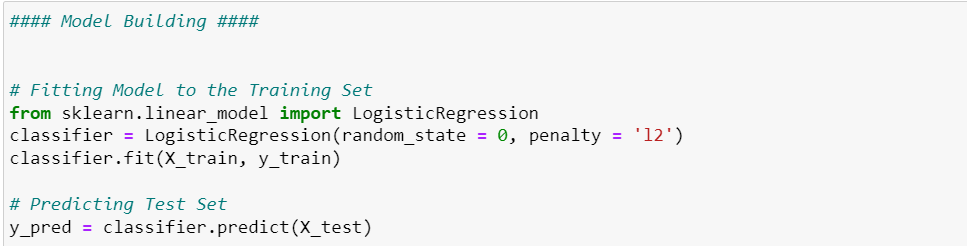 #### Model Building ####
# Fitting Model to the Training Set
from sklearn.linear_model import LogisticRegression
classifier = LogisticRegression(random_state = 0, penalty = 'l2')
classifier.fit(X_train, y_train)
# Predicting Test Set
y_pred = classifier.predict(X_test)